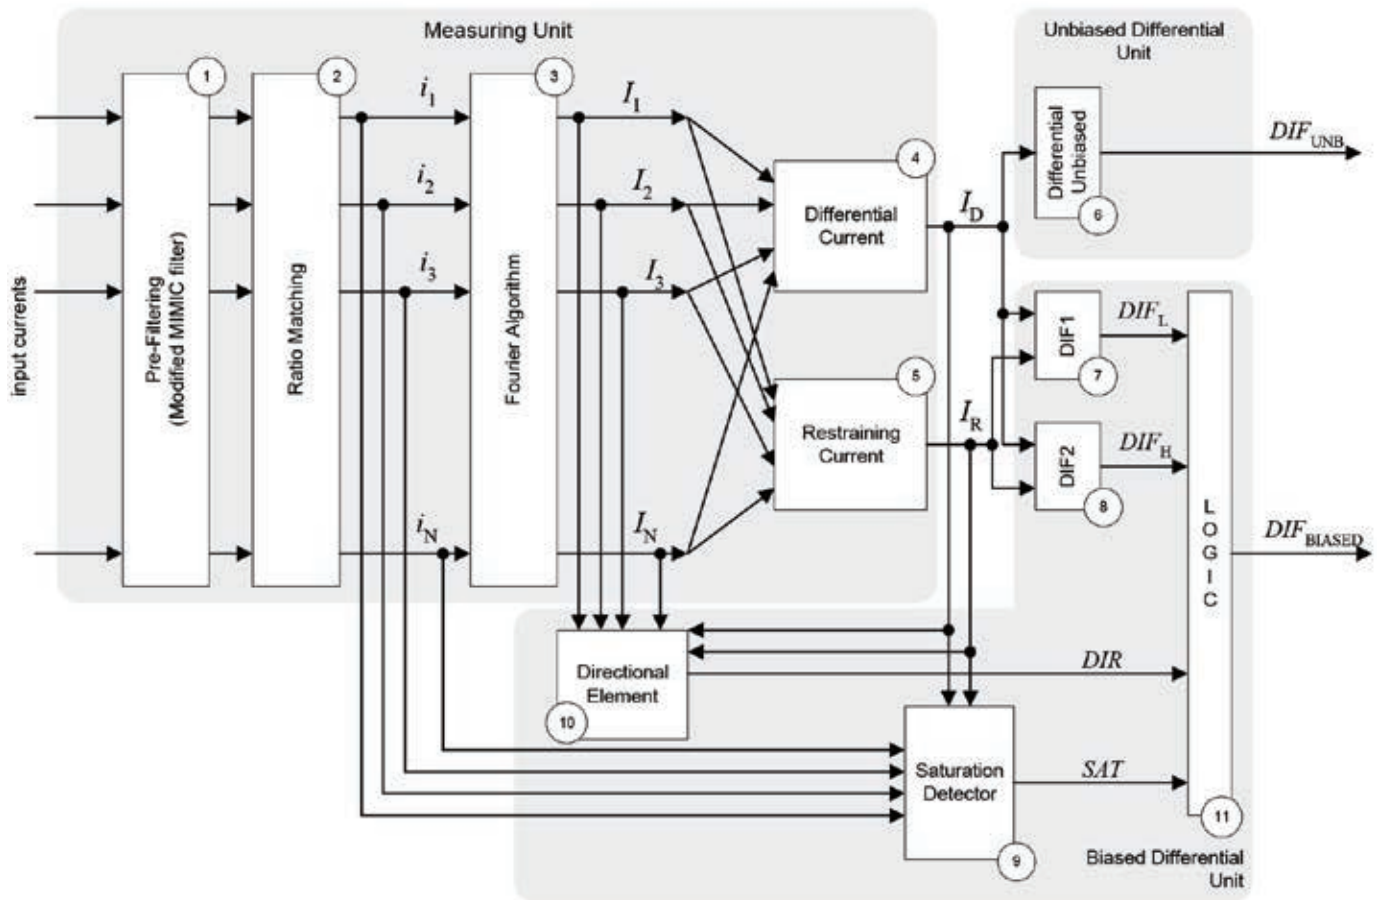 Measuring Unit
Unbiased Differential
Unit
1
2
3
4
5
6
7
8
9
10
11
input currents
Pre-Filtering
(Modified MIMIC filter)
Ratio Matching
Fourier Algorithm
i1
i2
i3
iN
I1
I2
I3
IN
Differential
Current
Restraining
Current
ID
IR
Differential
Unbiased
DIFUNB
DIF1
DIFL
DIF2
DIFH
LOGIC
DIFBIASED
Directional
Element
DIR
Saturation
Detector
SAT
Biased Differential
Unit